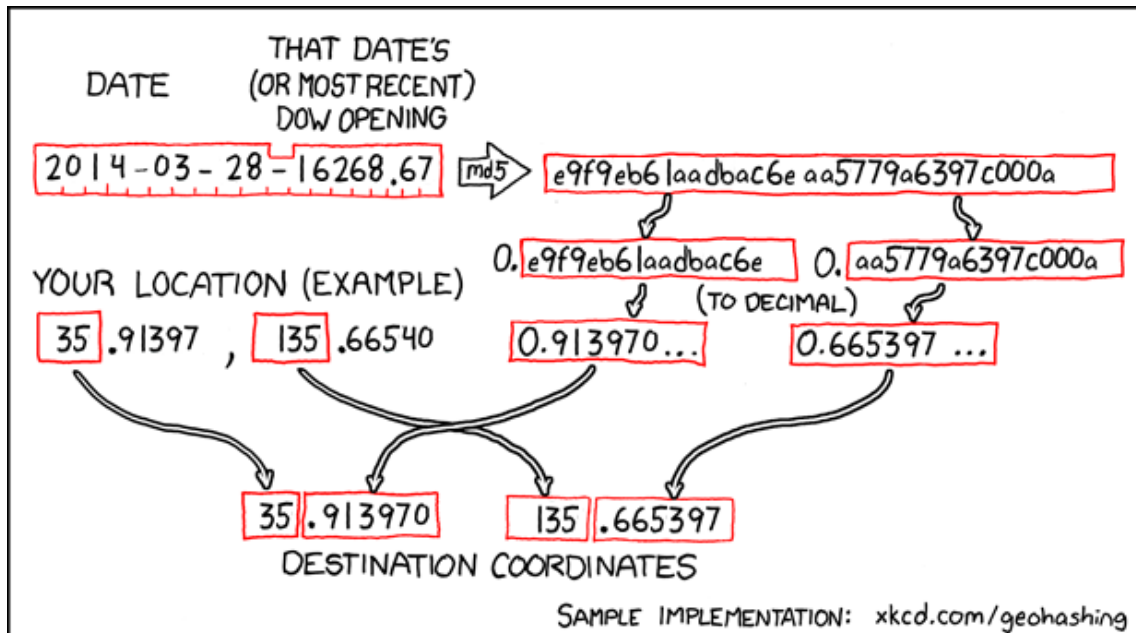 DATE
THAT DATE'S
(OR MOST RECENT)
DOW OPENING
2014-03-28-16268.67
md5
e9f9eb61aadbac6e aa5779a6397c000a
0. e9f9eb61aadbac6e
0. aa5779a6397c000a
(TO DECIMAL)
YOUR LOCATION (EXAMPLE)
35.91397, 135.66540
0.913970...
0.665397 ...
35.913970
135.665397
DESTINATION COORDINATES
SAMPLE IMPLEMENTATION: xkcd.com/geohashing